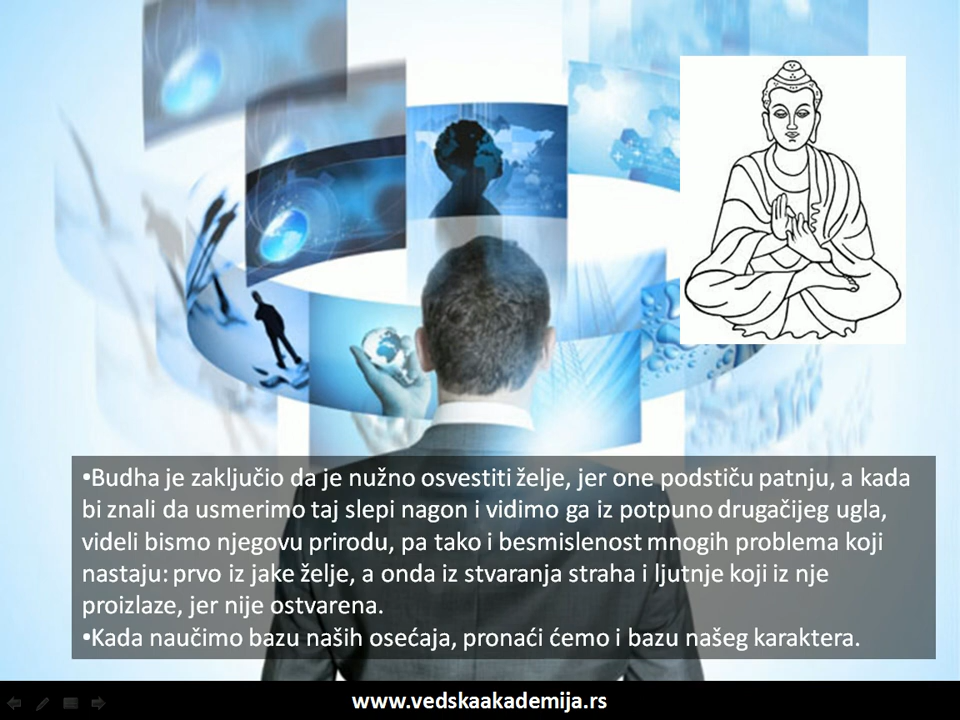 •Budha je zaključio da je nužno osvestiti želje, jer one podstiču patnju, a kada
bi znali da usmerimo taj slepi nagon i vidimo ga iz potpuno drugačijeg ugla,
videli bismo njegovu prirodu, pa tako i besmislenost mnogih problema koji
nastaju: prvo iz jake želje, a onda iz stvaranja straha i ljutnje koji iz nje
proizlaze, jer nije ostvarena.
•Kada naučimo bazu naših osećaja, pronaći ćemo i bazu našeg karaktera.
www.vedskaakademija.rs